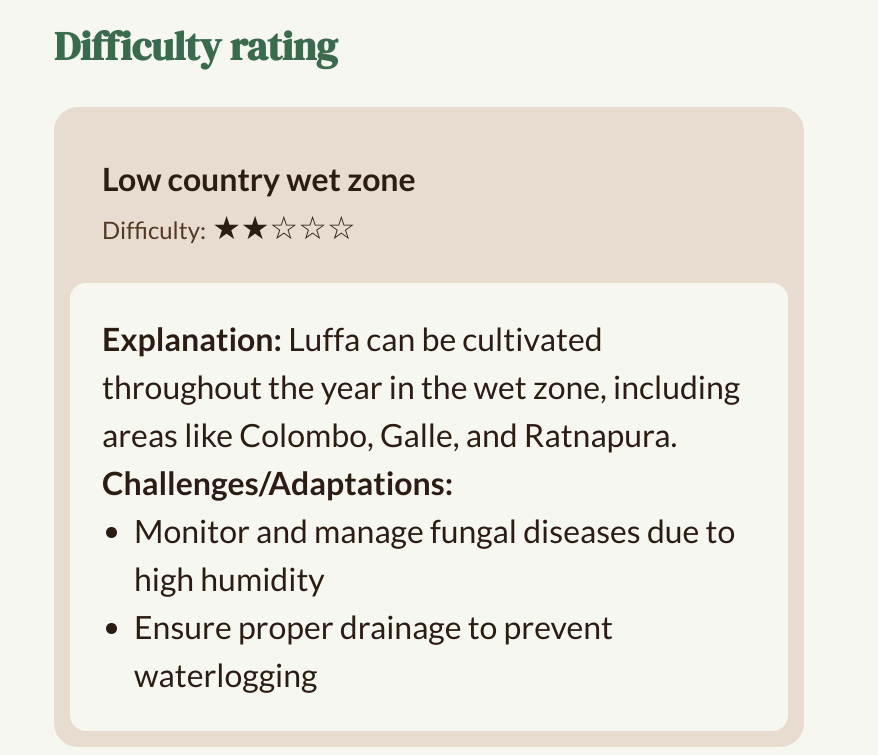 Difficulty rating
Low country wet zone
Difficulty: ★★☆☆☆
Explanation: Luffa can be cultivated
throughout the year in the wet zone, including
areas like Colombo, Galle, and Ratnapura.
Challenges/Adaptations:
• Monitor and manage fungal diseases due to
high humidity
• Ensure proper drainage to prevent
waterlogging